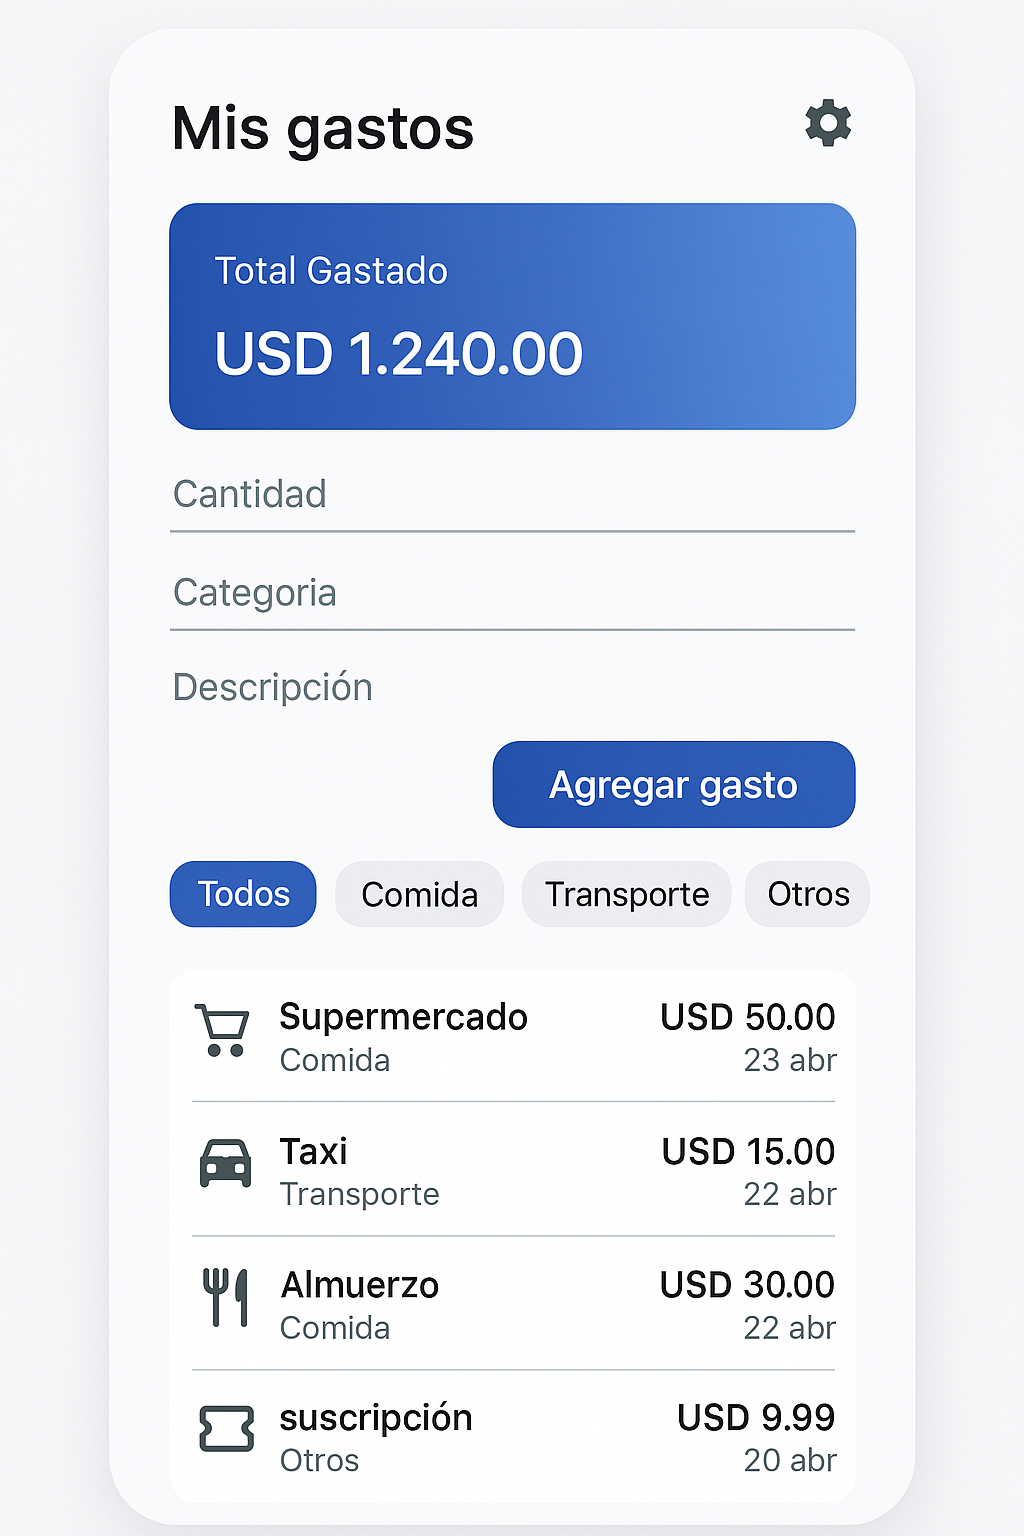 Mis gastos
Total Gastado
USD 1.240.00
Cantidad
Categoria
Descripción
Agregar gasto
Todos Comida Transporte Otros
Supermercado USD 50.00
Comida 23 abr
Taxi USD 15.00
Transporte 22 abr
Almuerzo USD 30.00
Comida 22 abr
suscripción USD 9.99
Otros 20 abr